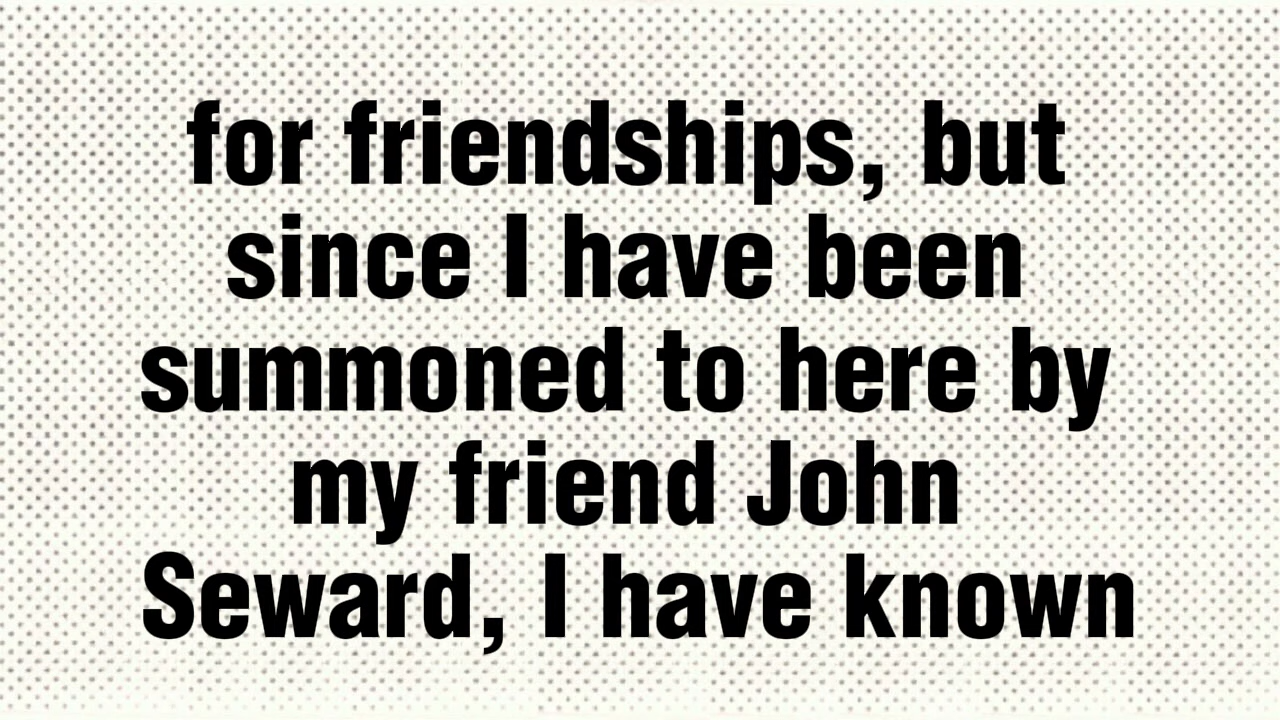 for friendships, but
since I have been
summoned to here by
my friend John
Seward, I have known